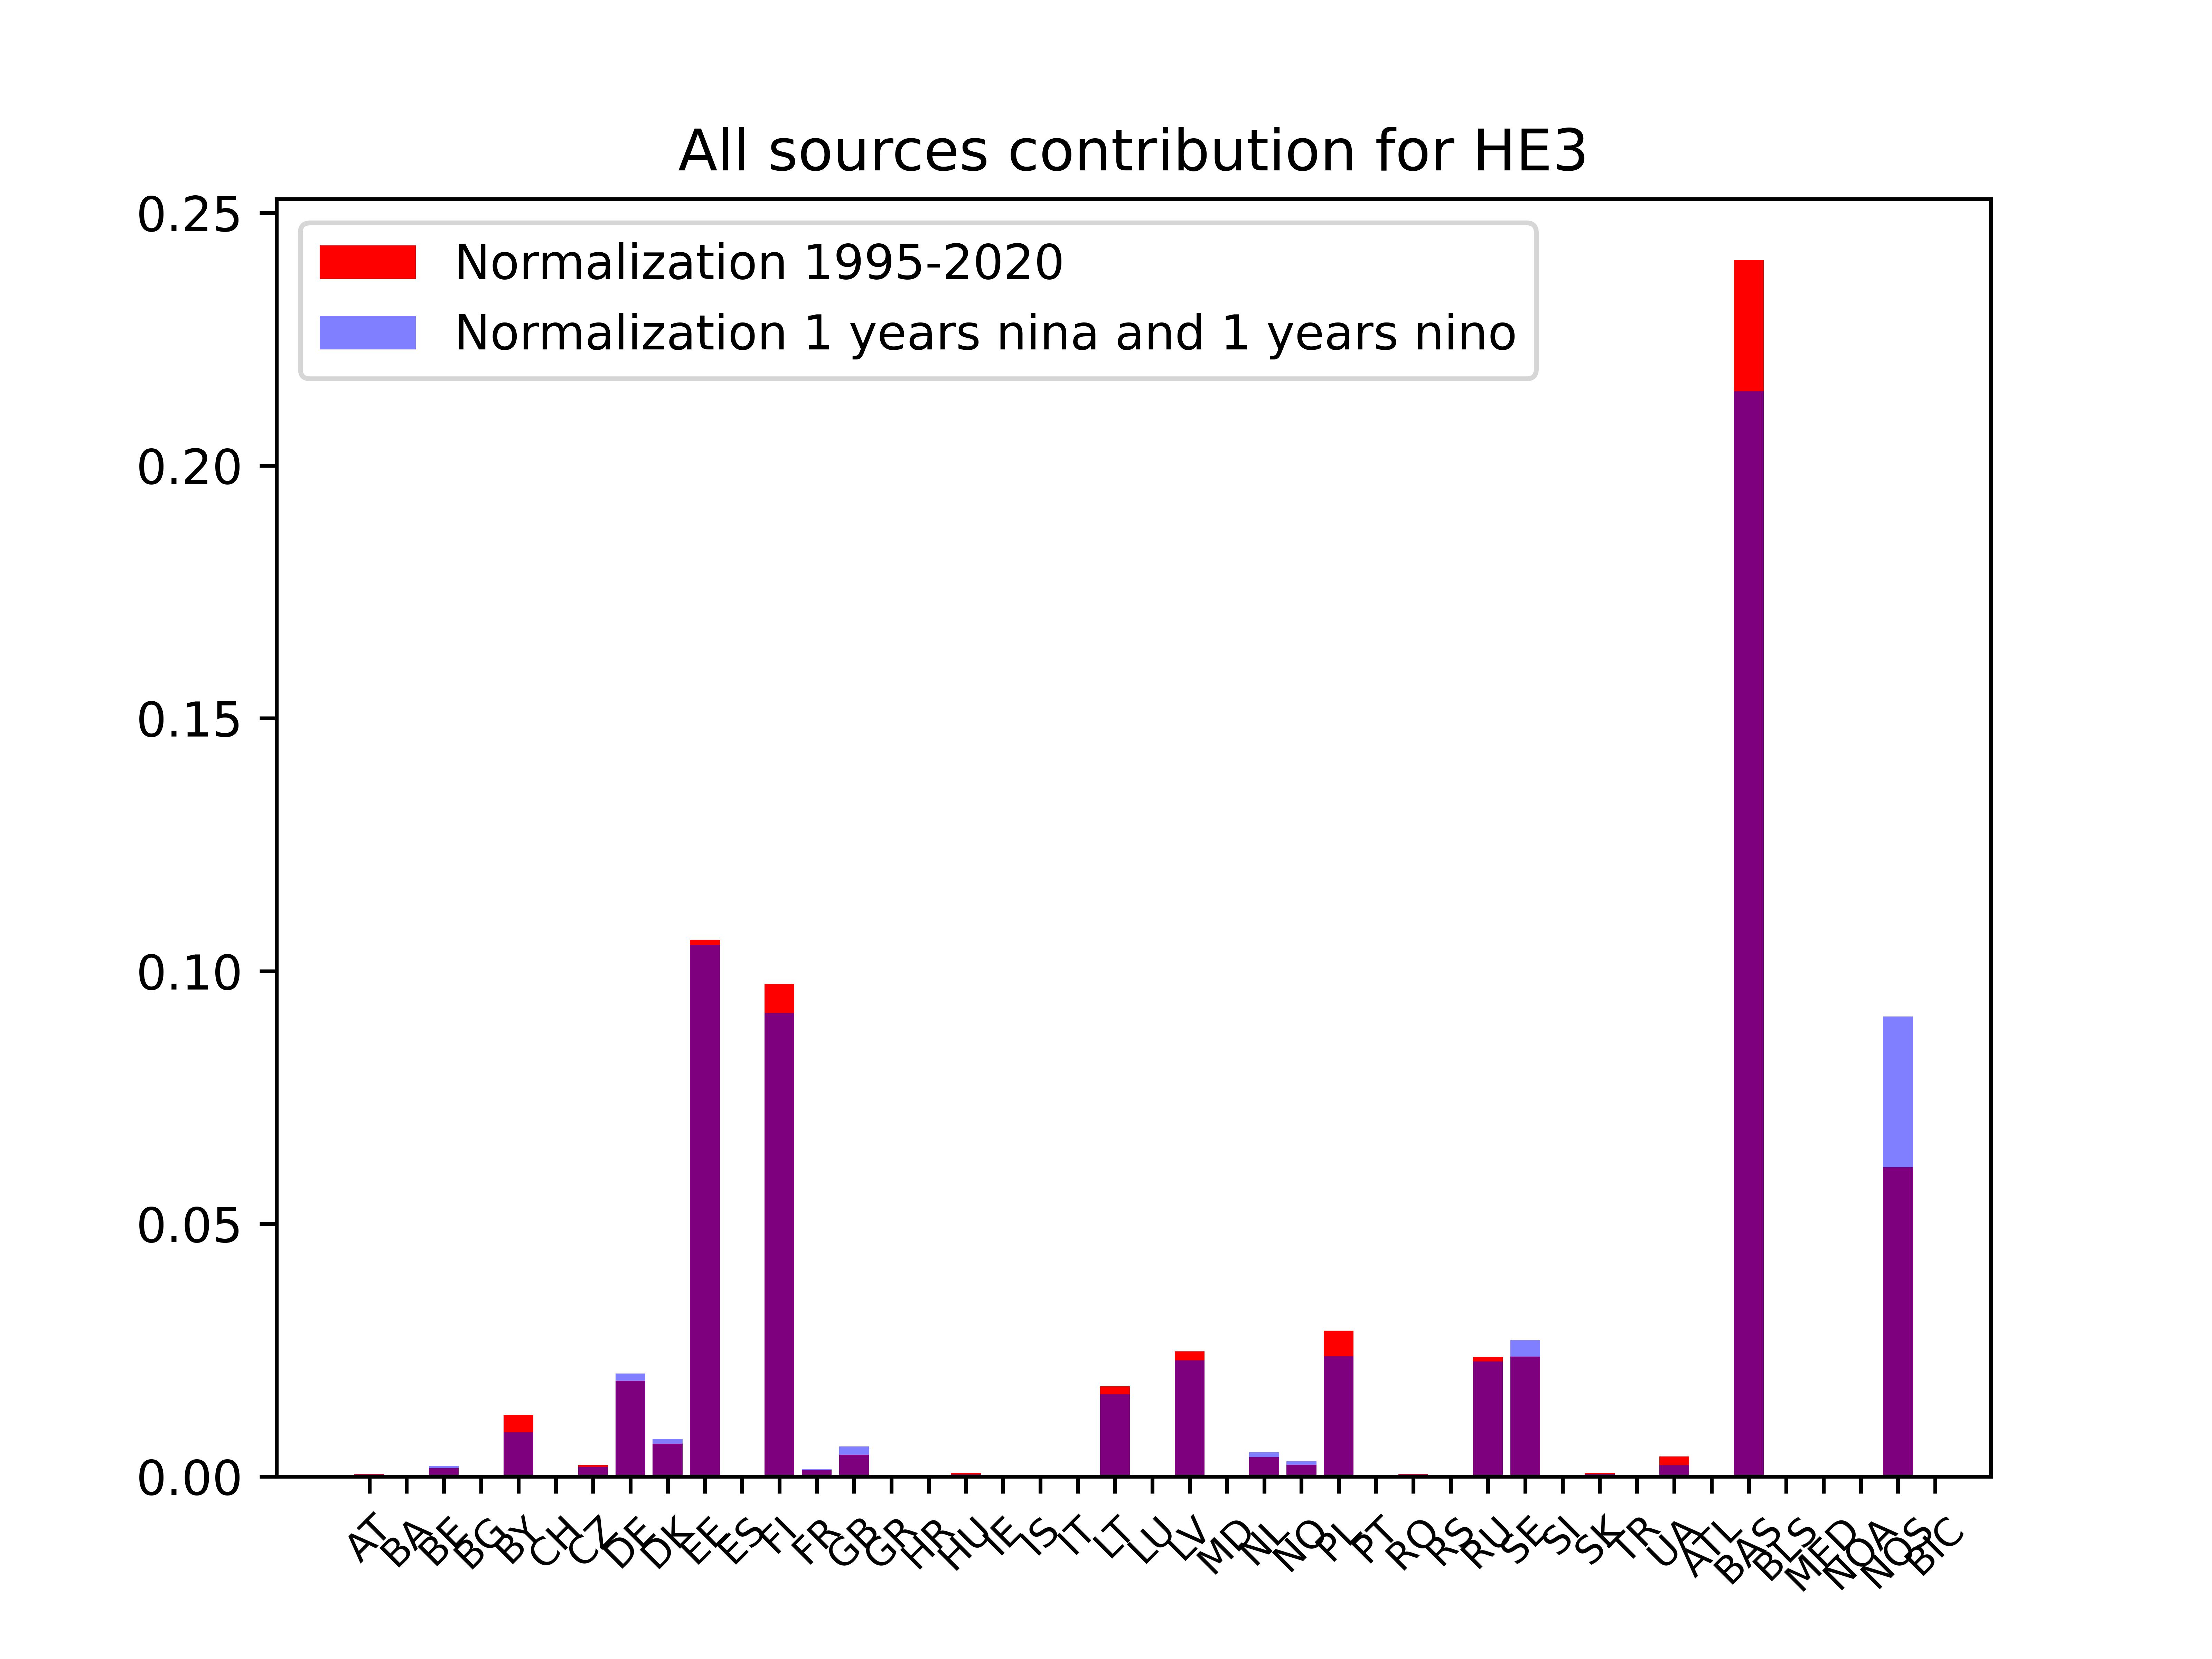 All sources contribution for HE3
0.25
Normalization 1995-2020
Normalization 1 years nina and 1 years nino
0.20
0.15
0.10
0.05
0.00
AT BA BE BG BY CH CZ DE DK EE ES FI FR GB GR HR HU IE IS IT LT LU LV MD NL NO PL PT RO RS RU SE SI SK TR UA ATL BAS BLS MED NOA NOS BIC